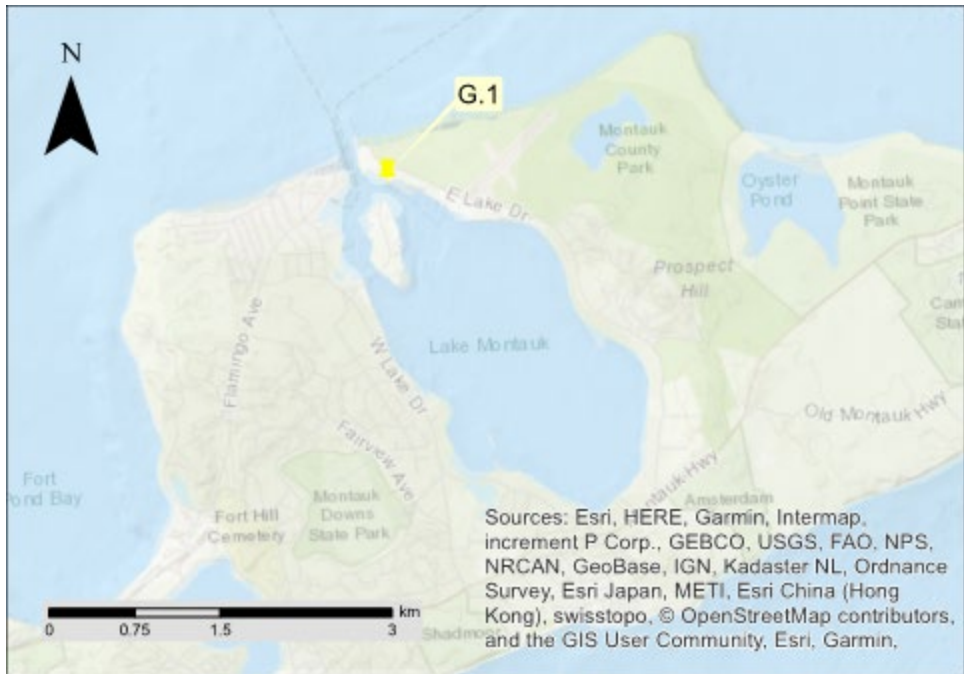 N
G.1
Montauk
County
Park
Oyster
Pond
Montauk
Point State
Park
E Lake Dr
Prospect
Hill
Lake Montauk
Flamingo Ave
W Lake Dr
Fairview Ave
Old Montauk Hwy
Fort
Pond Bay
Fort Hill
Cemetery
Montauk
Downs
State Park
Amsterdam
Sources: Esri, HERE, Garmin, Intermap,
increment P Corp., GEBCO, USGS, FAO, NPS,
NRCAN, GeoBase, IGN, Kadaster NL, Ordnance
Survey, Esri Japan, METI, Esri China (Hong
Kong), swisstopo, © OpenStreetMap contributors,
and the GIS User Community, Esri, Garmin,
km
0 0.75 1.5 3